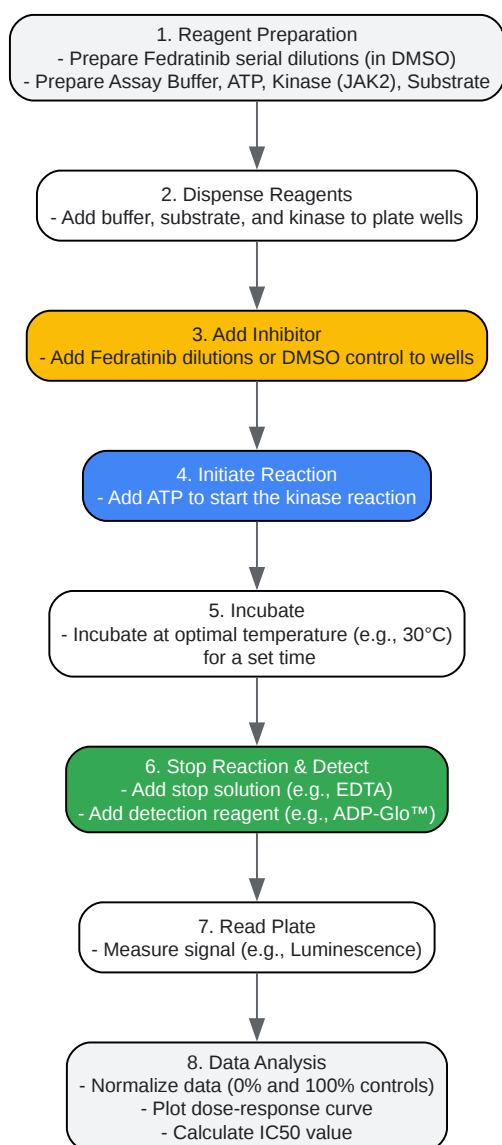 1. Reagent Preparation
- Prepare Fedratinib serial dilutions (in DMSO)
- Prepare Assay Buffer, ATP, Kinase (JAK2), Substrate
2. Dispense Reagents
- Add buffer, substrate, and kinase to plate wells
3. Add Inhibitor
- Add Fedratinib dilutions or DMSO control to wells
4. Initiate Reaction
- Add ATP to start the kinase reaction
5. Incubate
- Incubate at optimal temperature (e.g., 30°C)
for a set time
6. Stop Reaction & Detect
- Add stop solution (e.g., EDTA)
- Add detection reagent (e.g., ADP-Glo™)
7. Read Plate
- Measure signal (e.g., Luminescence)
8. Data Analysis
- Normalize data (0% and 100% controls)
- Plot dose-response curve
- Calculate IC50 value